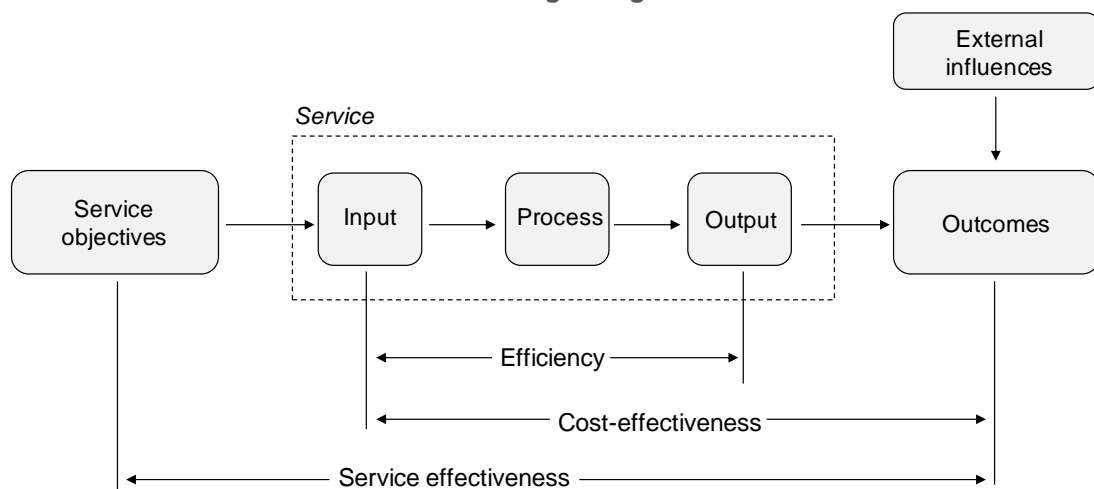 External
influences
Service
Service
objectives
Input
Process
Output
Outcomes
Efficiency
Cost-effectiveness
Service effectiveness